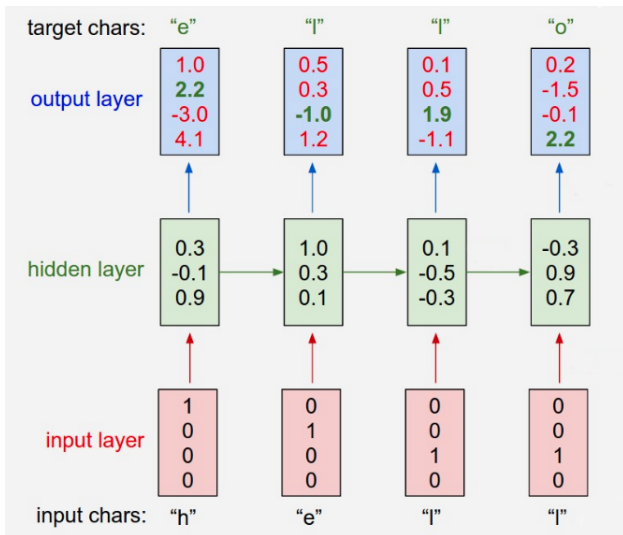 target chars: “e” “l” “l” “o”
1.0 0.5 0.1 0.2
2.2 0.3 0.5 -1.5
output layer
-3.0 -1.0 1.9 -0.1
4.1 1.2 -1.1 2.2
0.3 1.0 0.1 -0.3
hidden layer -0.1 0.3 -0.5 0.9
0.9 0.1 -0.3 0.7
1 0 0 0
0 1 0 0
input layer
0 0 1 1
0 0 0 0
input chars: “h” “e” “l” “l”